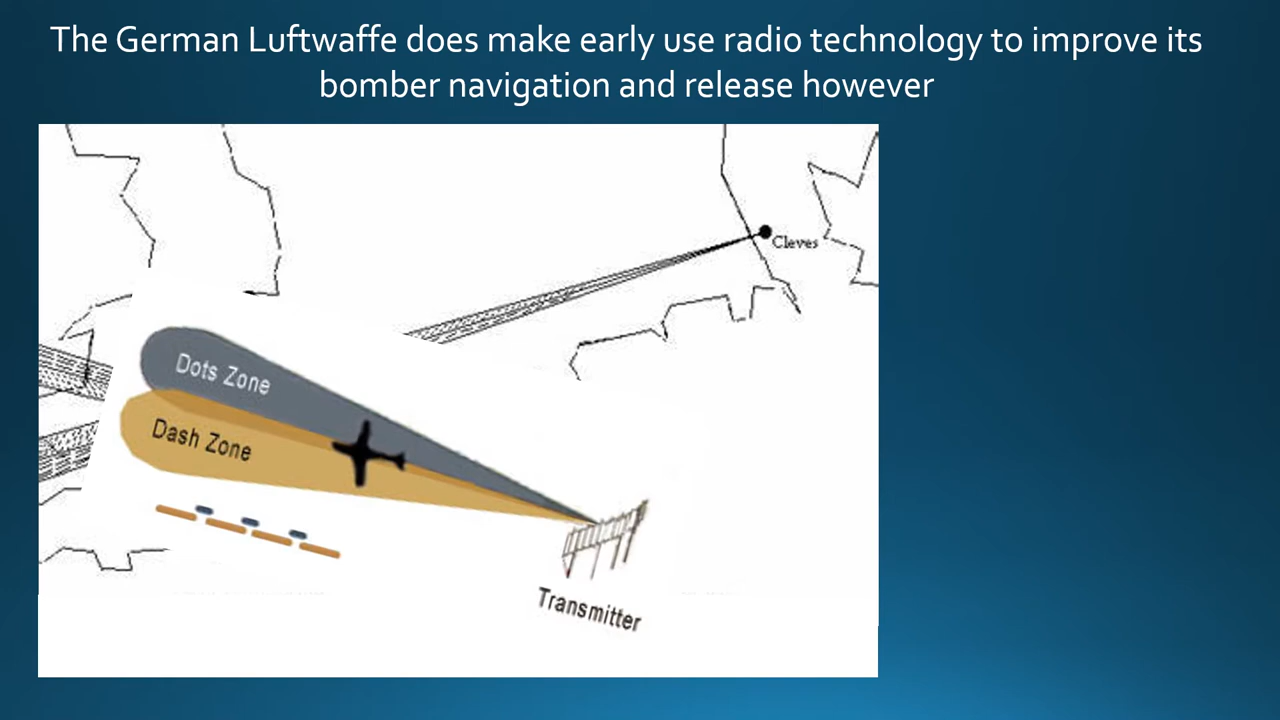 The German Luftwaffe does make early use radio technology to improve its
bomber navigation and release however
Cleves
Dots Zone
Dash Zone
Transmitter